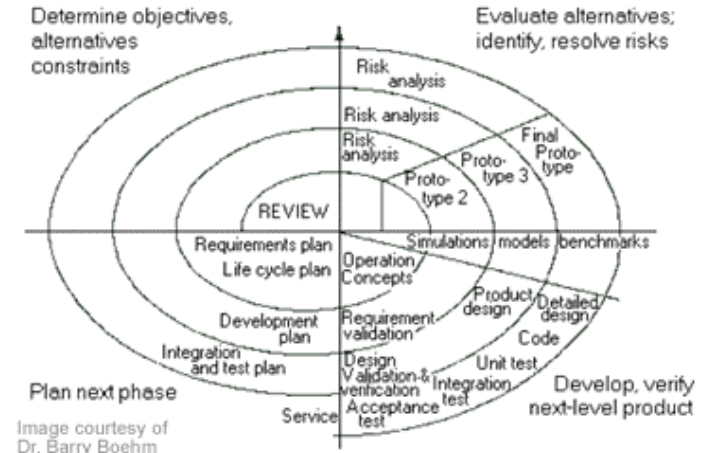 Determine objectives,
alternatives
constraints
Evaluate alternatives;
identify, resolve risks
Risk
analysis
Risk analysis
Risk
analysis
Final
Proto-
type
Proto-
type 3
Proto-
type 2
REVIEW
Requirements plan
Life cycle plan
Simulations models benchmarks
Operation
Concepts
Product
design
Detailed
design
Development
plan
Requirement
validation
Code
Integration
and test plan
Design
Validation &
verification
Unit test
Integration
test
Acceptance
test
Service
Plan next phase
Develop, verify
next-level product
Image courtesy of
Dr. Barry Boehm